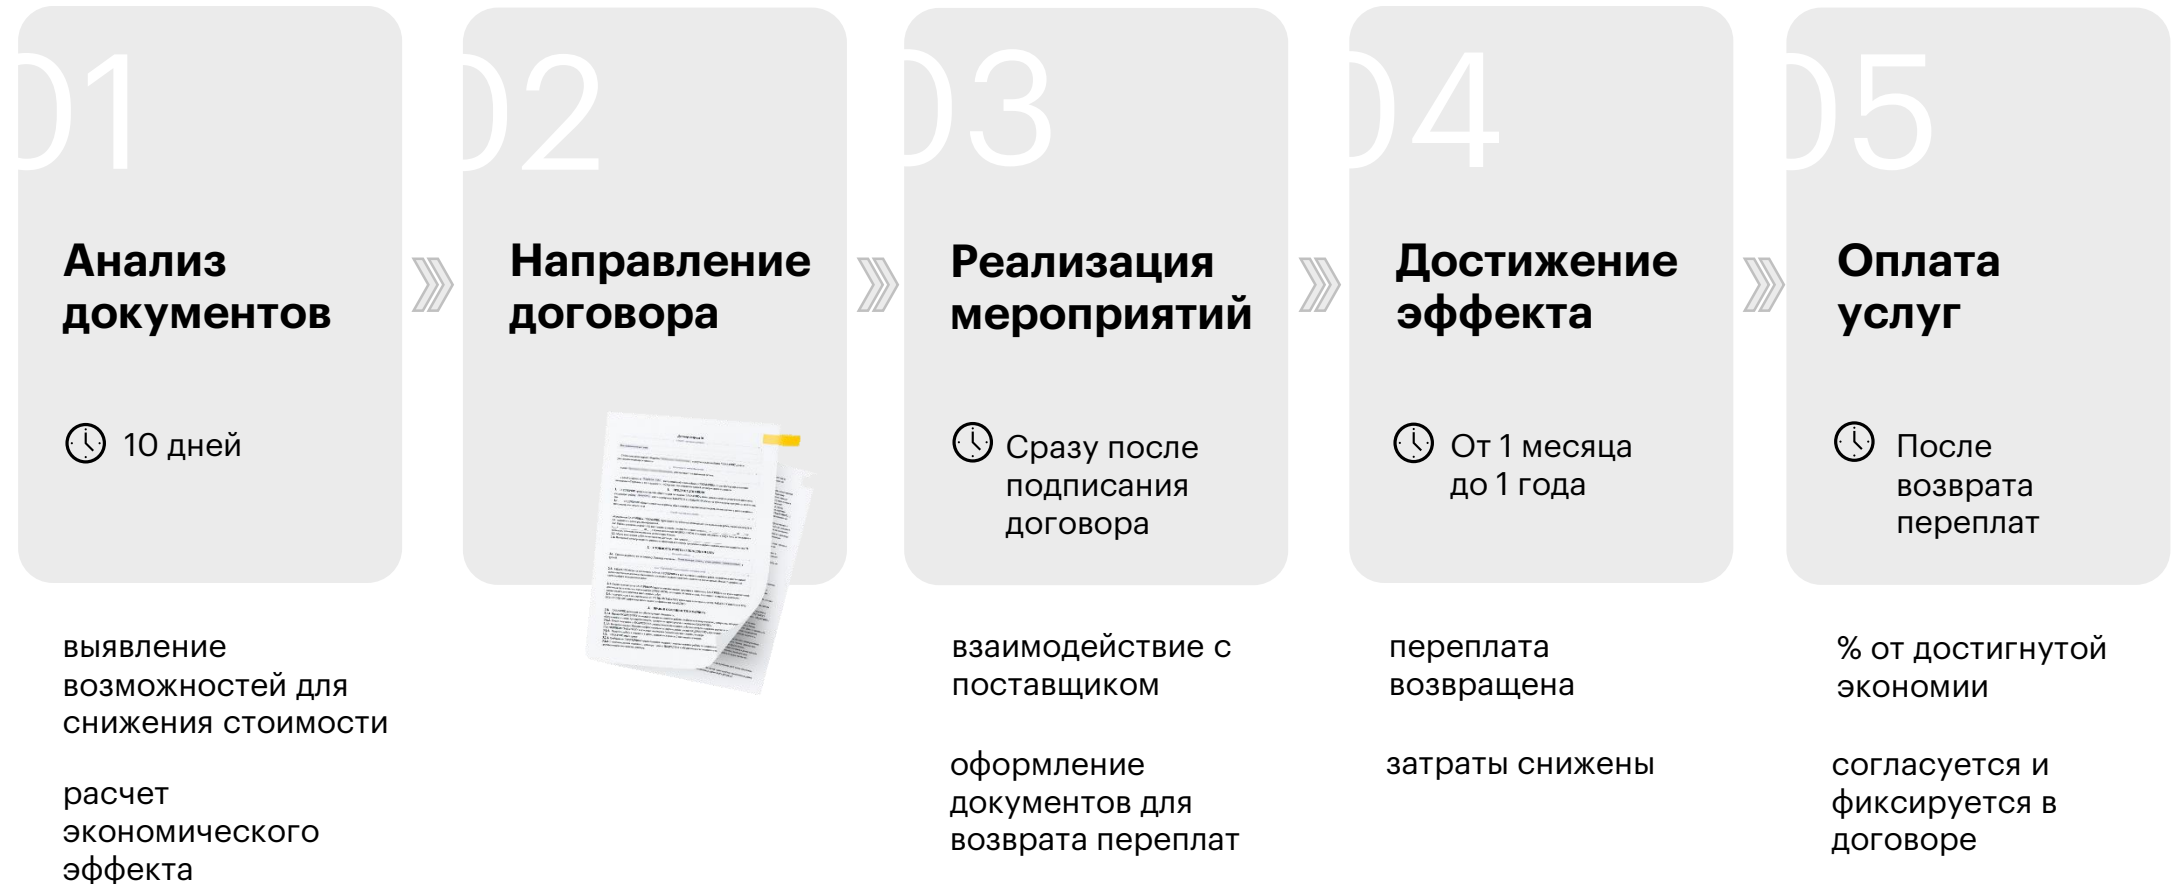 01
Анализ
документов
10 дней
выявление
возможностей для
снижения стоимости
расчет
экономического
эффекта
02
Направление
договора
03
Реализация
мероприятий
Сразу после
подписания
договора
взаимодействие с
поставщиком
оформление
документов для
возврата переплат
04
Достижение
эффекта
От 1 месяца
до 1 года
переплата
возвращена
затраты снижены
05
Оплата
услуг
После
возврата
переплат
% от достигнутой
экономии
согласуется и
фиксируется в
договоре